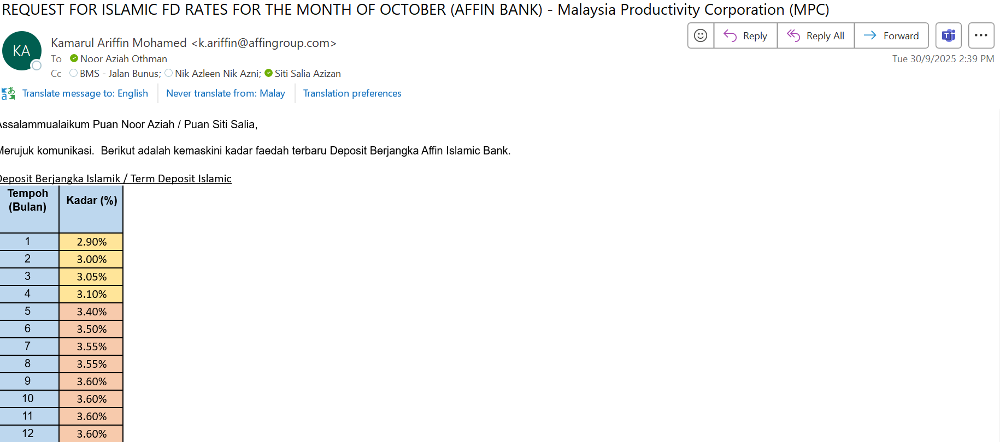 REQUEST FOR ISLAMIC FD RATES FOR THE MONTH OF OCTOBER (AFFIN BANK) - Malaysia Productivity Corporation (MPC)
KA
Kamarul Ariffin Mohamed <k.ariffin@affingroup.com>
Reply
Reply All
Forward
To Noor Aziah Othman
Tue 30/9/2025 2:39 PM
Cc BMS - Jalan Bunus; Nik Azleen Nik Azni; Siti Salia Azizan
Translate message to: English
Never translate from: Malay
Translation preferences
Assalammualaikum Puan Noor Aziah / Puan Siti Salia,
Merujuk komunikasi. Berikut adalah kemaskini kadar faedah terbaru Deposit Berjangka Affin Islamic Bank.
Deposit Berjangka Islamik / Term Deposit Islamic
Tempoh (Bulan) Kadar (%)
1 2.90%
2 3.00%
3 3.05%
4 3.10%
5 3.40%
6 3.50%
7 3.55%
8 3.55%
9 3.60%
10 3.60%
11 3.60%
12 3.60%